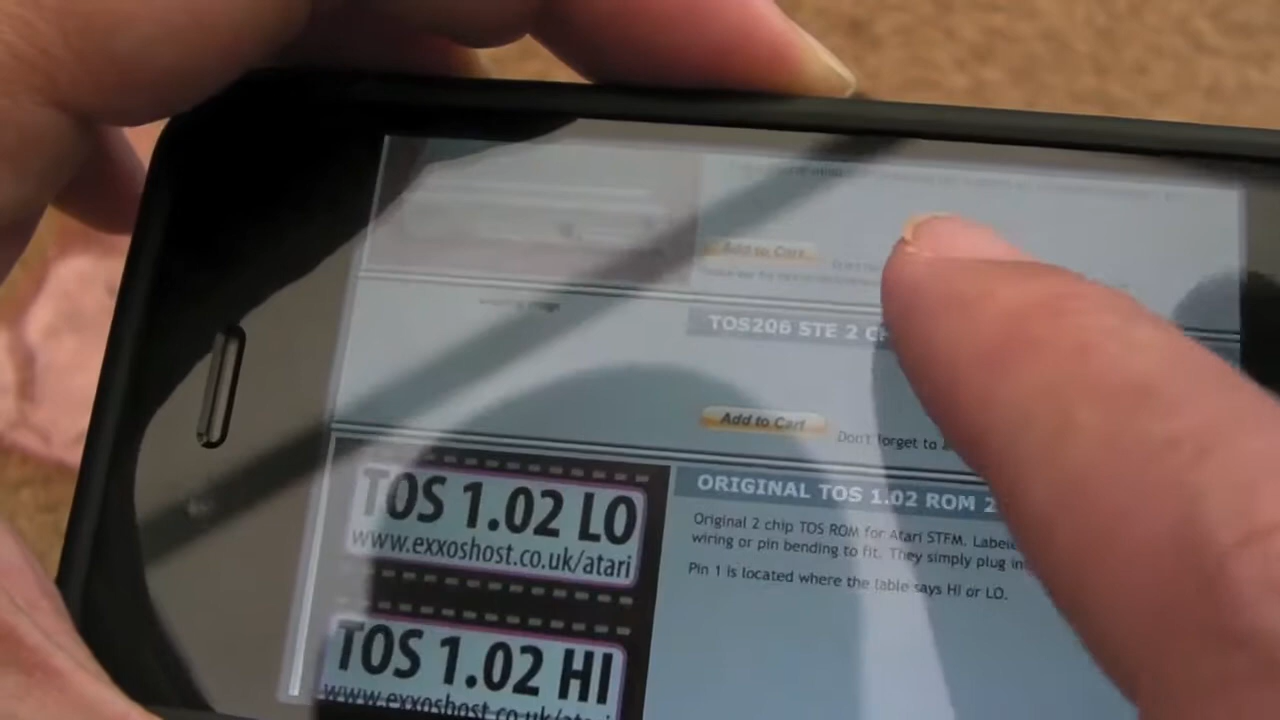 Add to Cart
TOS206 STE 2
Add to Cart
Don't forget to
TOS 1.02 LO
www.exxoshost.co.uk/atari
TOS 1.02 HI
ORIGINAL TOS 1.02 ROM 2
Original 2 chip TOS ROM for Atari STFM.
wiring or pin bending to fit. They simply plug in
Pin 1 is located where the lable says HI or LO.